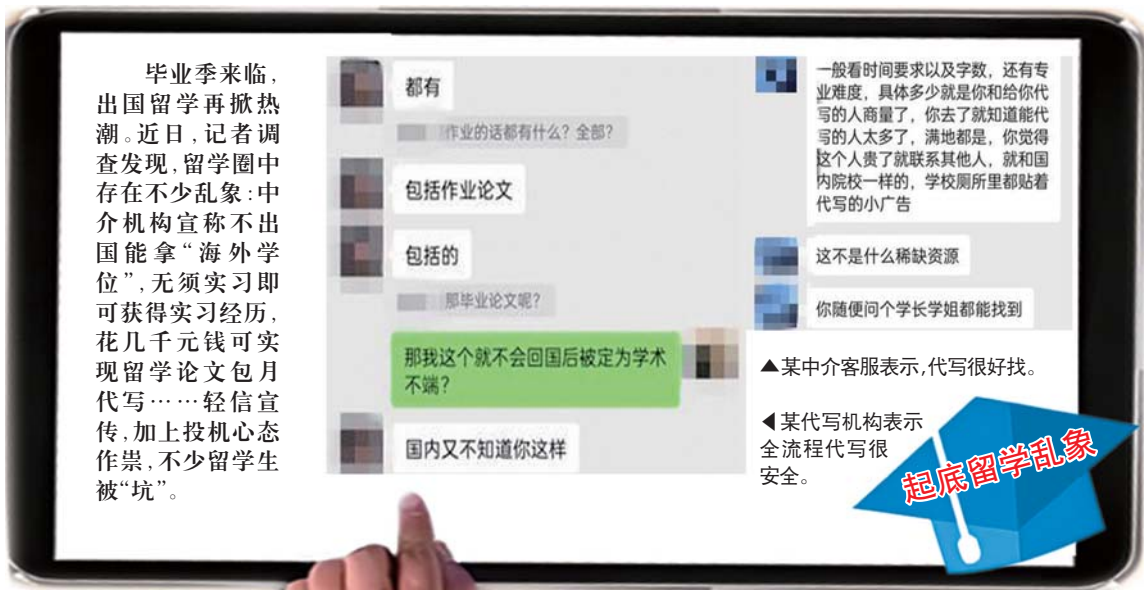 毕业季来临,
出国留学再掀热
潮。近日,记者调
查发现,留学圈中
存在不少乱象:中
介机构宣称不出
国能拿“海外学
位”,无须实习即
可获得实习经历,
花几千元钱可实
现留学论文包月
代写……轻信宣
传,加上投机心态
作祟,不少留学生
被“坑”。
都有
作业的话都有什么?全部?
包括作业论文
包括的
那毕业论文呢?
那我这个就不会回国后被定为学术
不端?
国内又不知道你这样
一般看时间要求以及字数,还有专
业难度,具体多少就是你和给你代
写的人商量了,你去了就知道能代
写的人太多了,满地都是,你觉得
这个人贵了就联系其他人,就和国
内院校一样的,学校厕所里都贴着
代写的小广告
这不是什么稀缺资源
你随便问个学长学姐都能找到
▲某中介客服表示,代写很好找。
◀某代写机构表示
全流程代写很
安全。
起底留学乱象